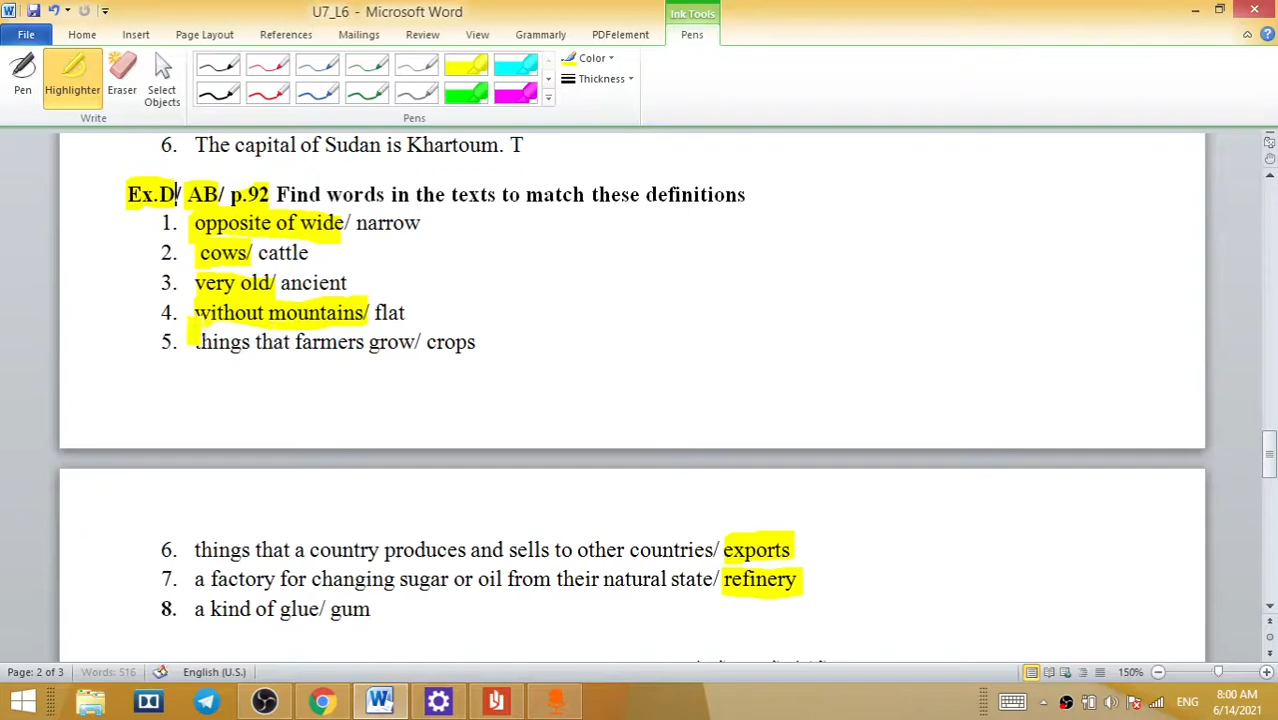 U7_L6 - Microsoft Word
Ink Tools
File Home Insert Page Layout References Mailings Review View Grammarly PDFelement Pens
Pen Highlighter Eraser Select Objects
Color
Thickness
Write Pens
6. The capital of Sudan is Khartoum. T
Ex.D/ AB/ p.92 Find words in the texts to match these definitions
1. opposite of wide/ narrow
2. cows/ cattle
3. very old/ ancient
4. without mountains/ flat
5. things that farmers grow/ crops
6. things that a country produces and sells to other countries/ exports
7. a factory for changing sugar or oil from their natural state/ refinery
8. a kind of glue/ gum
Page: 2 of 3 Words: 516 English (U.S.) 150%
ENG 8:00 AM
6/14/2021